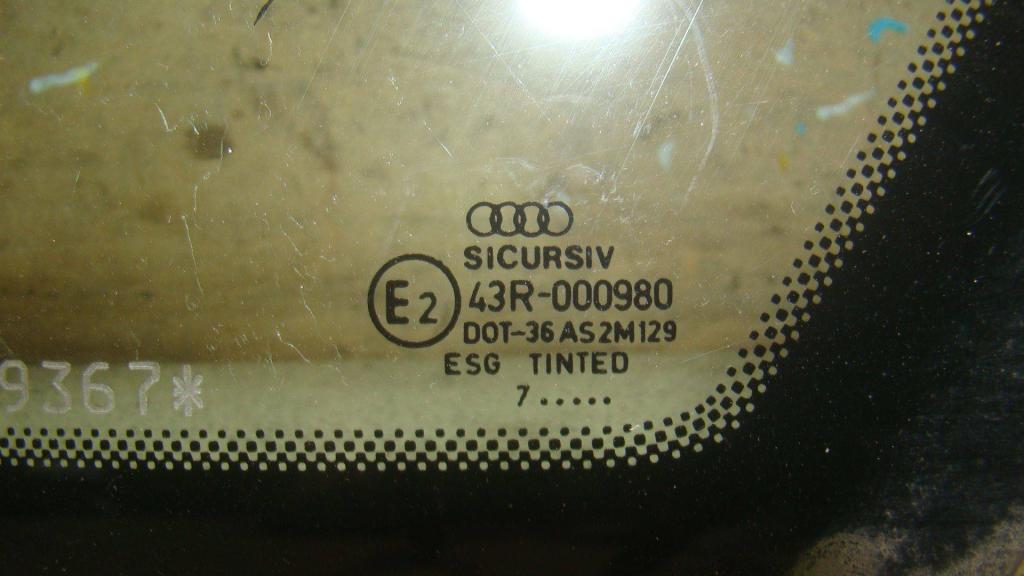 SICURSIV
E2 43R-000980
DOT-36 AS2M129
ESG TINTED
9367*
7.....